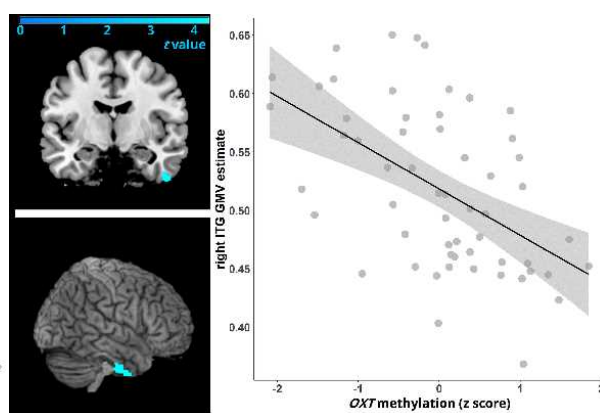 0 1 2 3 4
t value
right ITG GMV estimate
0.65
0.60
0.55
0.50
0.45
0.40
-2 -1 0 1 2
OXT methylation (z score)